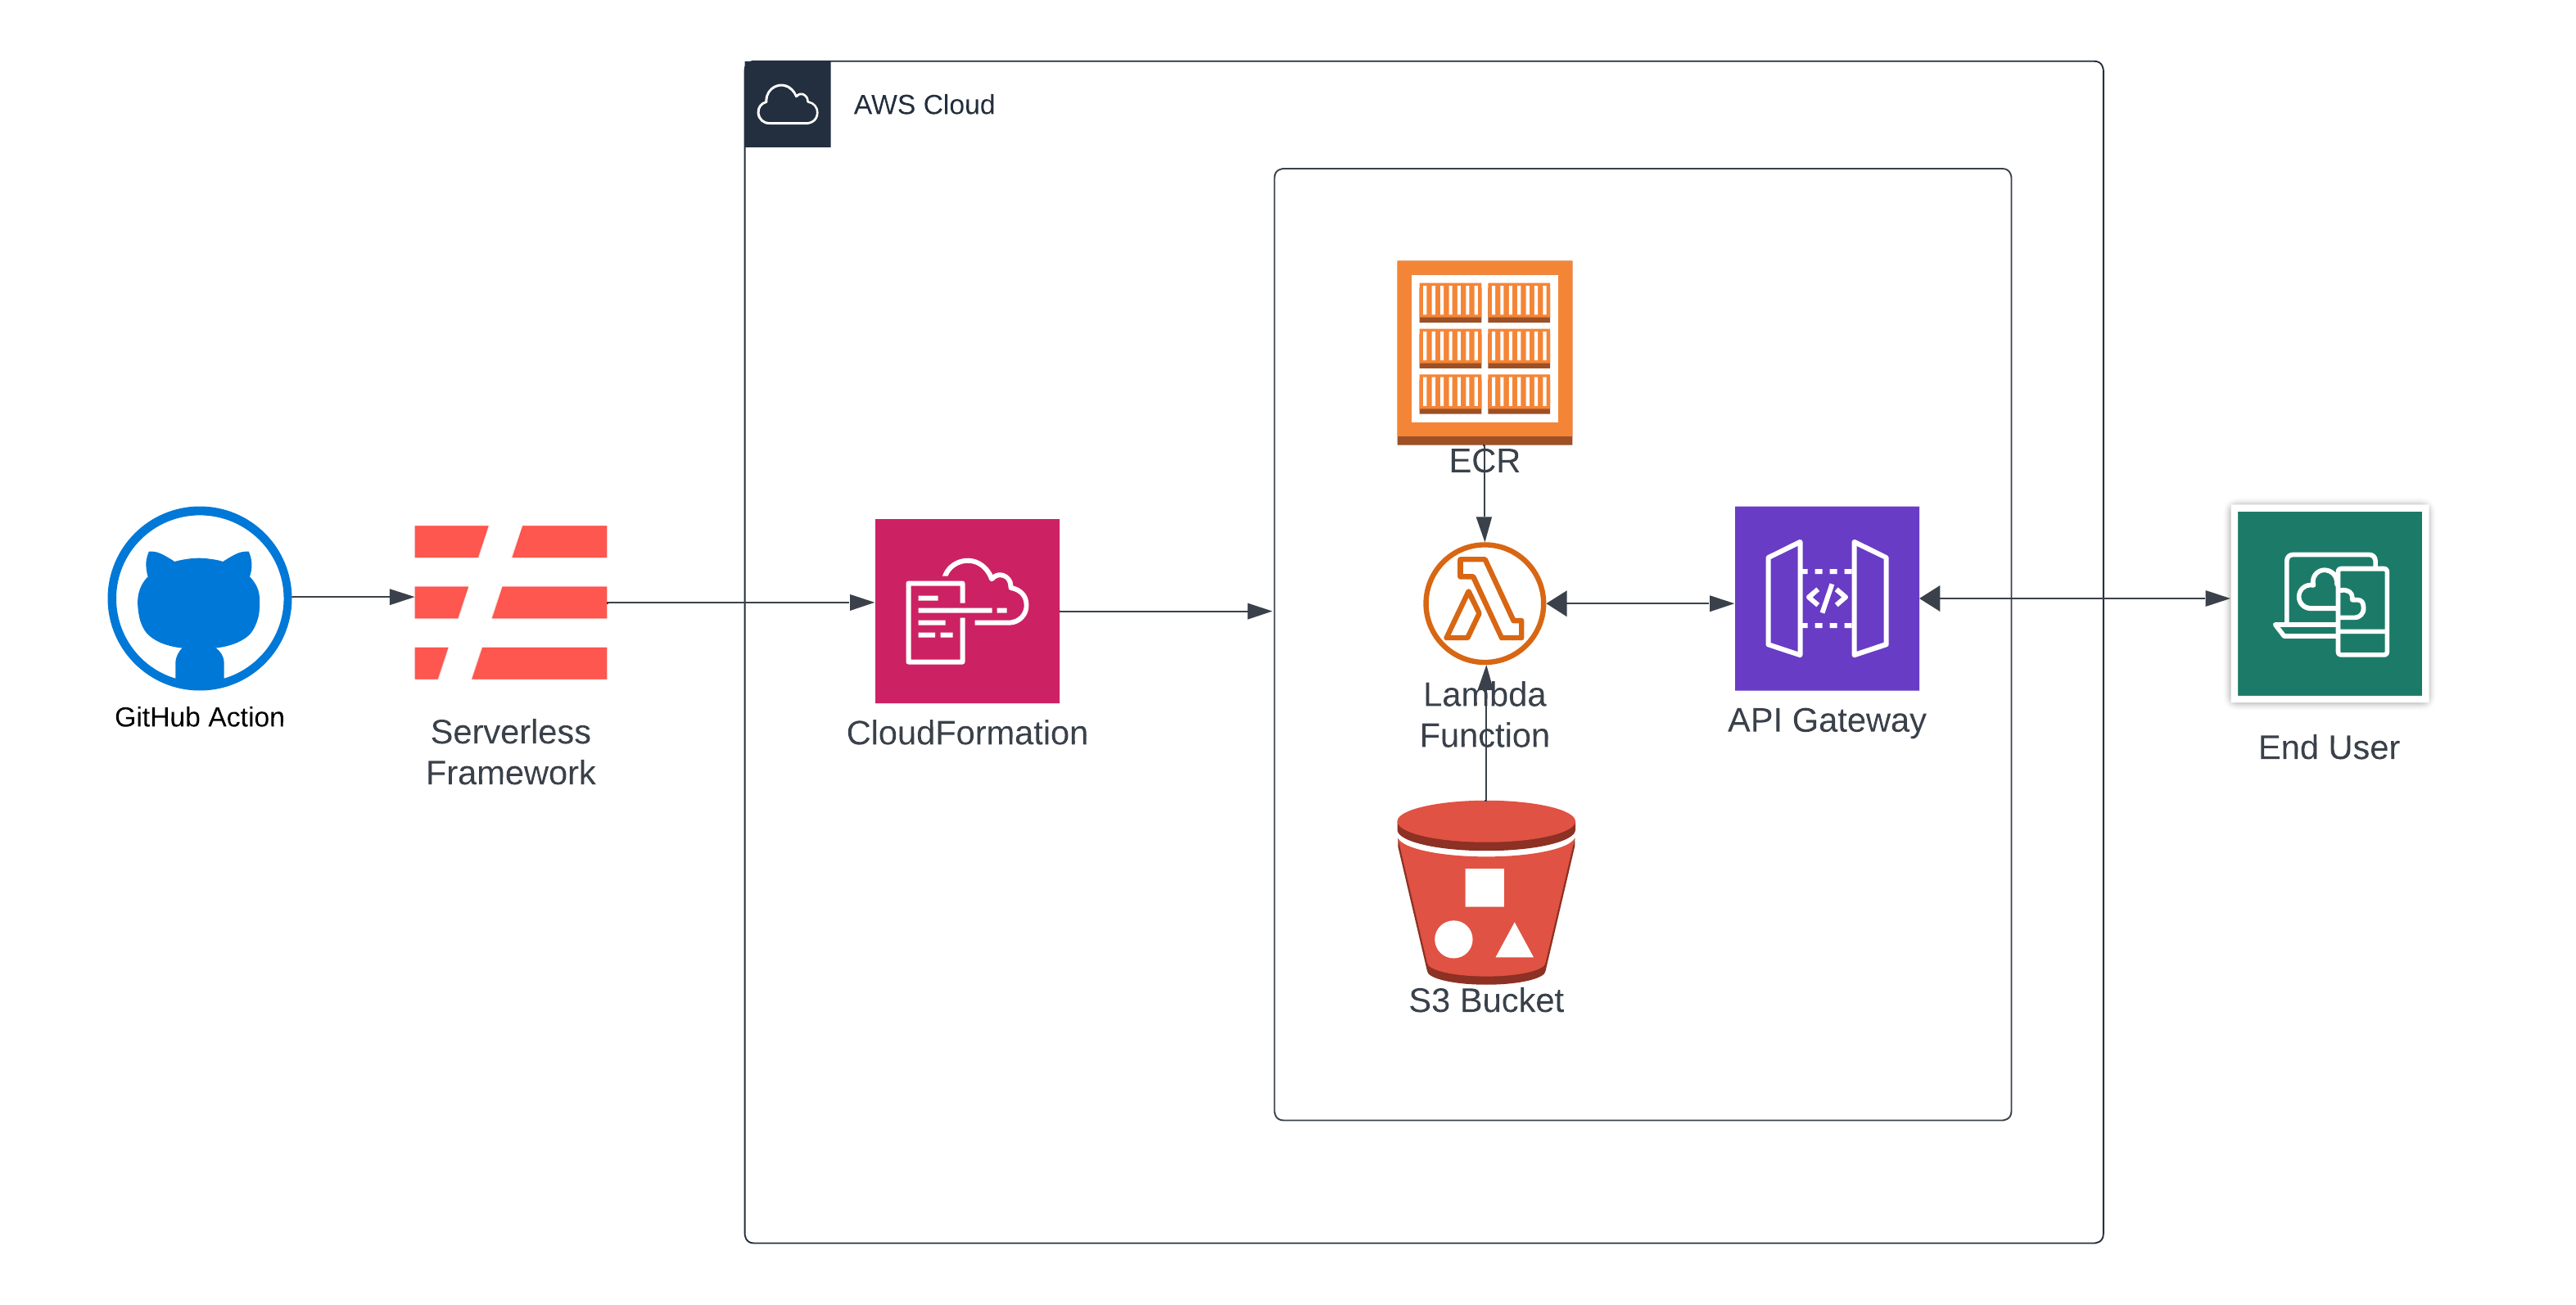 AWS Cloud
ECR
GitHub Action
Serverless
Framework
CloudFormation
Lambda
Function
API Gateway
End User
S3 Bucket